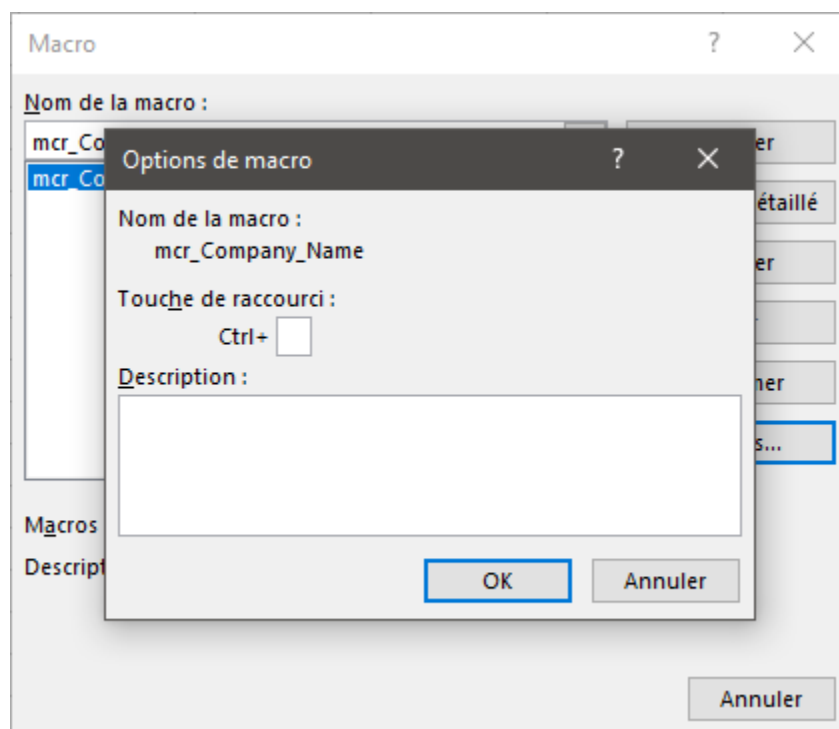 Macro
?
Nom de la macro :
mcr_Co
mcr_Co
Options de macro
?
Nom de la macro :
mcr_Company_Name
Touche de raccourci :
Ctrl+
Description :
OK
Annuler
er
étaillé
er
ner
s...
Macros
Descript
Annuler